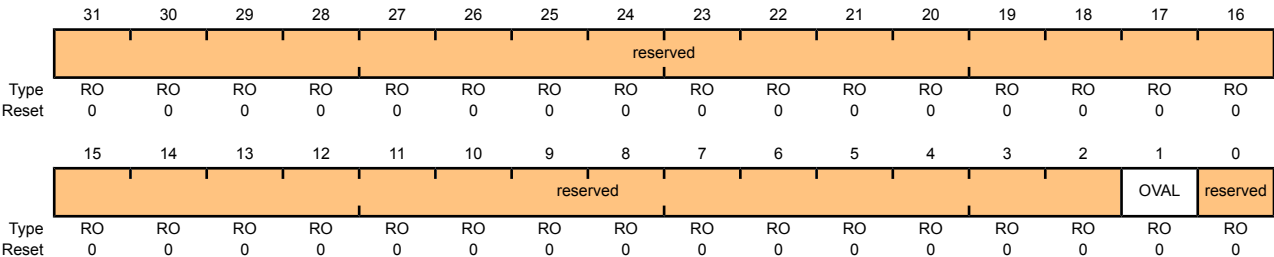 31 30 29 28 27 26 25 24 23 22 21 20 19 18 17 16
reserved
Type RO RO RO RO RO RO RO RO RO RO RO RO RO RO RO RO
Reset 0 0 0 0 0 0 0 0 0 0 0 0 0 0 0 0
15 14 13 12 11 10 9 8 7 6 5 4 3 2 1 0
reserved OVAL reserved
Type RO RO RO RO RO RO RO RO RO RO RO RO RO RO RO RO
Reset 0 0 0 0 0 0 0 0 0 0 0 0 0 0 0 0